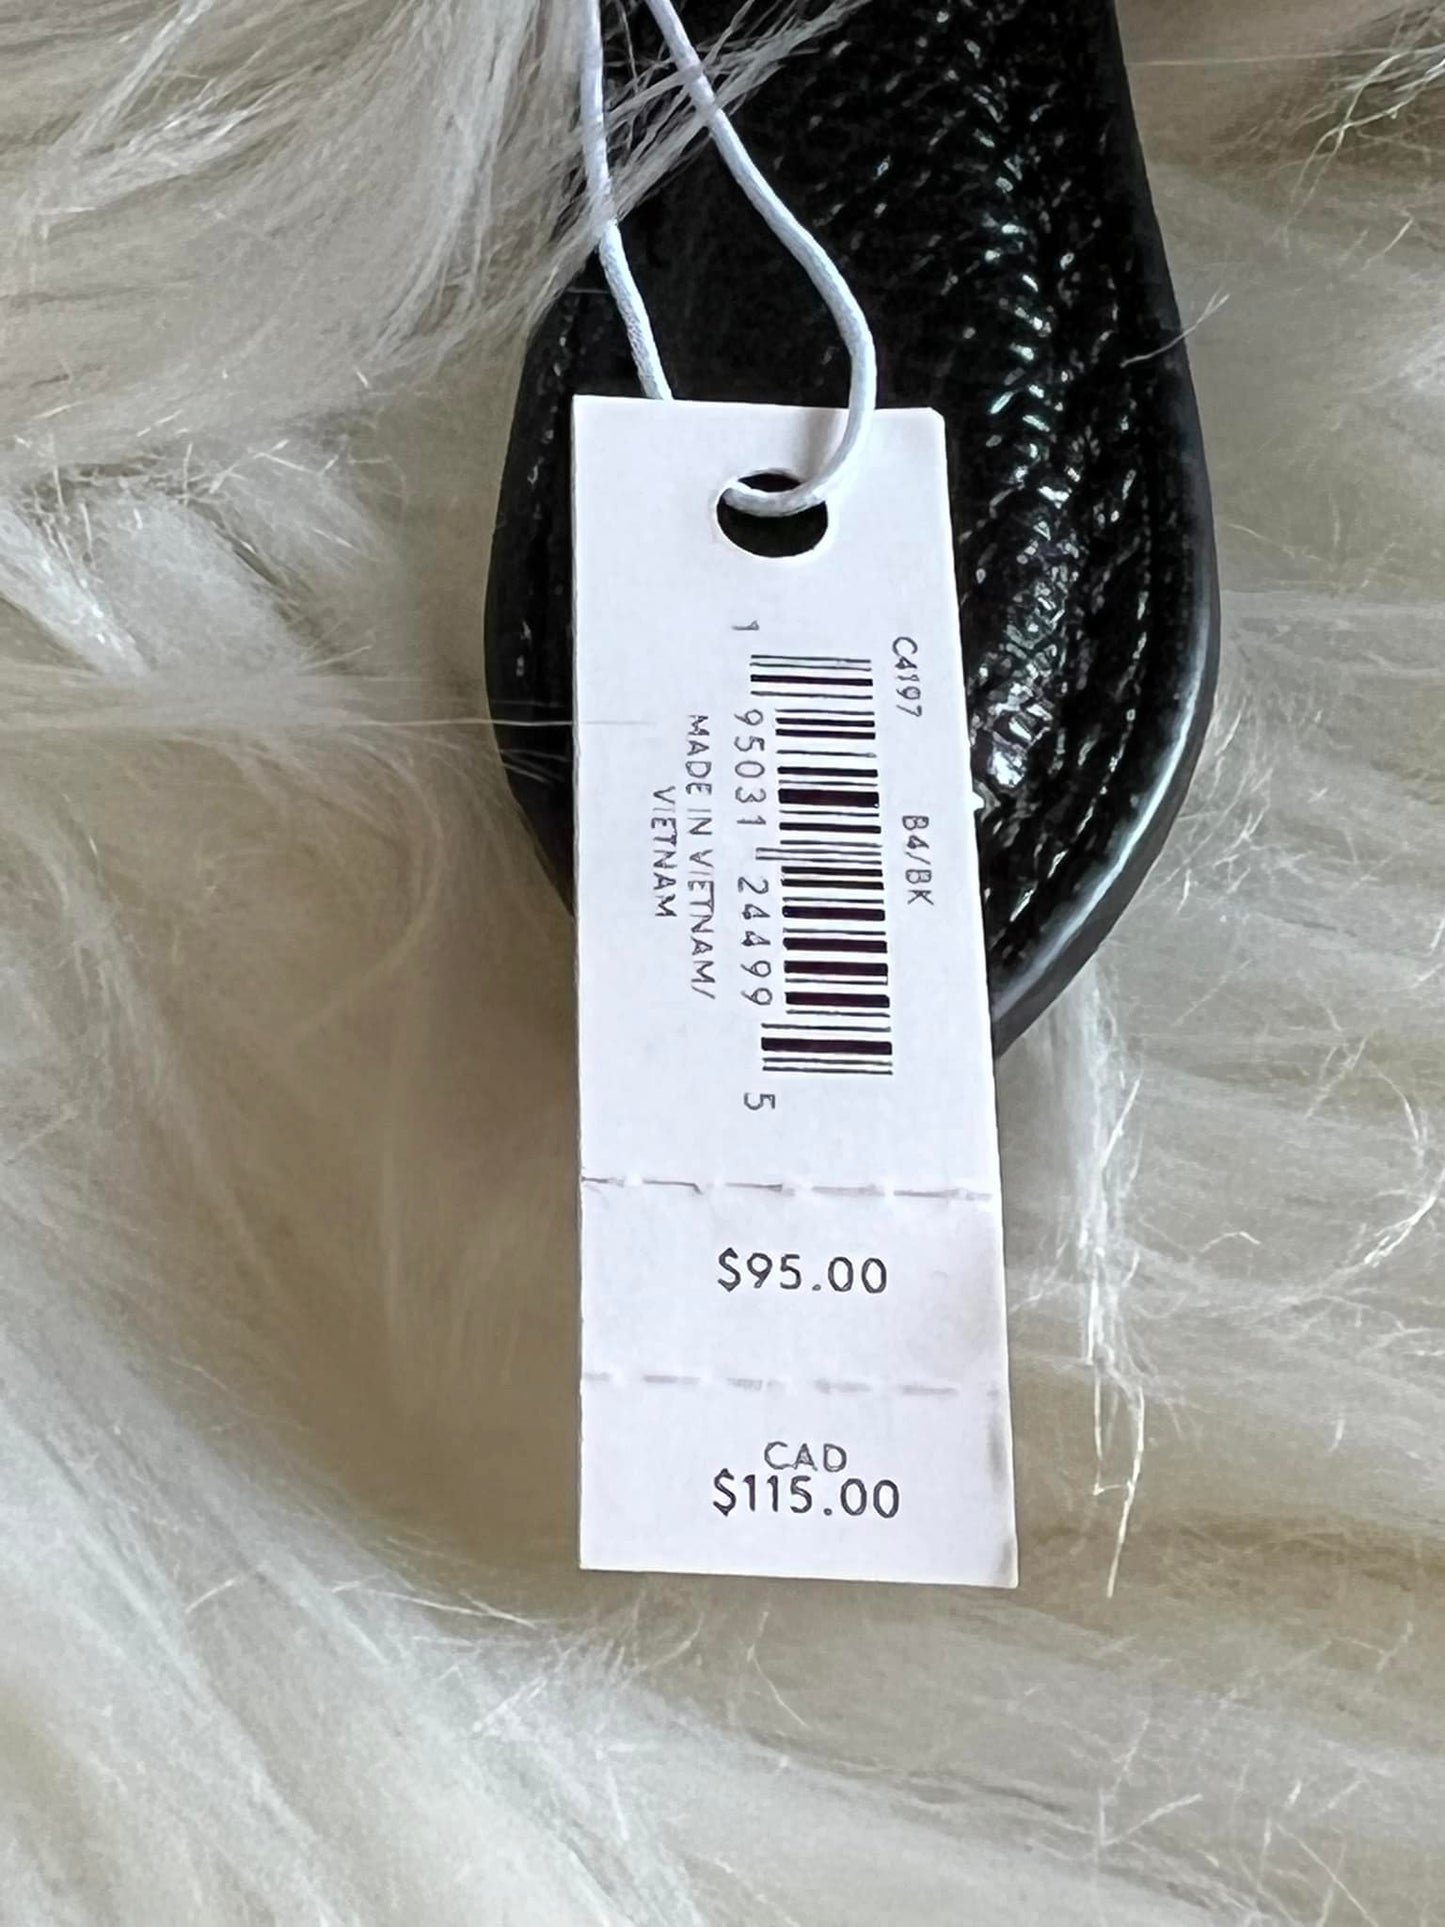 C4197 B4/BK
1 95031 24499 5
MADE IN VIETNAM/
VIETNAM
$95.00
CAD
$115.00